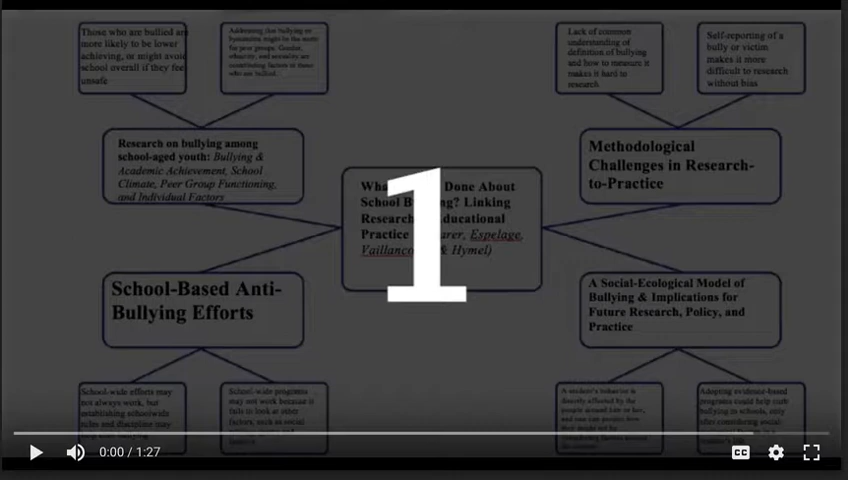 Those who are bullied are
more likely to be lower
achieving, or might avoid
school overall if they feel
unsafe
Addressing that bullying or
for peer groups. Gender,
ethnicity, and sexuality are
contributing factors to those
who are bullied.
Lack of common
understanding of
definition of bullying
and how to measure it
makes it hard to
research
Self-reporting of a
bully or victim
makes it more
difficult to research
without bias
Research on bullying among
school-aged youth: Bullying &
Academic Achievement, School
Climate, Peer Group Functioning,
and Individual Factors
Methodological
Challenges in Research-
to-Practice
Done About
School? Linking
Research Educational
Practice Espelage,
& Hymel)
1
School-Based Anti-
Bullying Efforts
A Social-Ecological Model of
Bullying & Implications for
Future Research, Policy, and
Practice
School-wide efforts may
not always work, but
establishing schoolwide
rules and discipline may
help
School-wide programs
may not work because it
fails to look at other
factors, such as social
A student's behavior is
directly affected by the
people around him or her,
Adopting evidence-based
programs could help curb
bullying in schools, only
after considering social-
0:00 / 1:27
CC